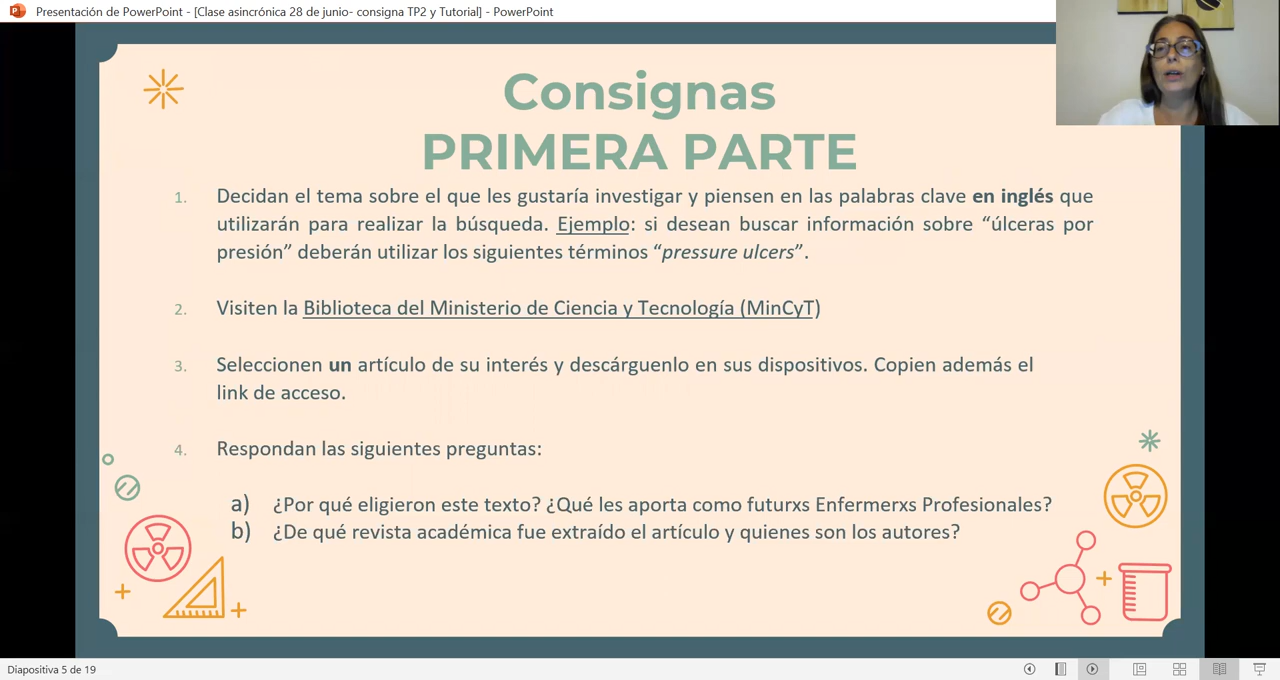 Presentación de PowerPoint - [Clase asincrónica 28 de junio- consigna TP2 y Tutorial] - PowerPoint
Consignas
PRIMERA PARTE
1. Decidan el tema sobre el que les gustaría investigar y piensen en las palabras clave en inglés que
utilizarán para realizar la búsqueda. Ejemplo: si desean buscar información sobre “úlceras por
presión” deberán utilizar los siguientes términos “pressure ulcers”.
2. Visiten la Biblioteca del Ministerio de Ciencia y Tecnología (MinCyT)
3. Seleccionen un artículo de su interés y descárguenlo en sus dispositivos. Copien además el
link de acceso.
4. Respondan las siguientes preguntas:
a) ¿Por qué eligieron este texto? ¿Qué les aporta como futurxs Enfermerxs Profesionales?
b) ¿De qué revista académica fue extraído el artículo y quienes son los autores?
Diapositiva 5 de 19